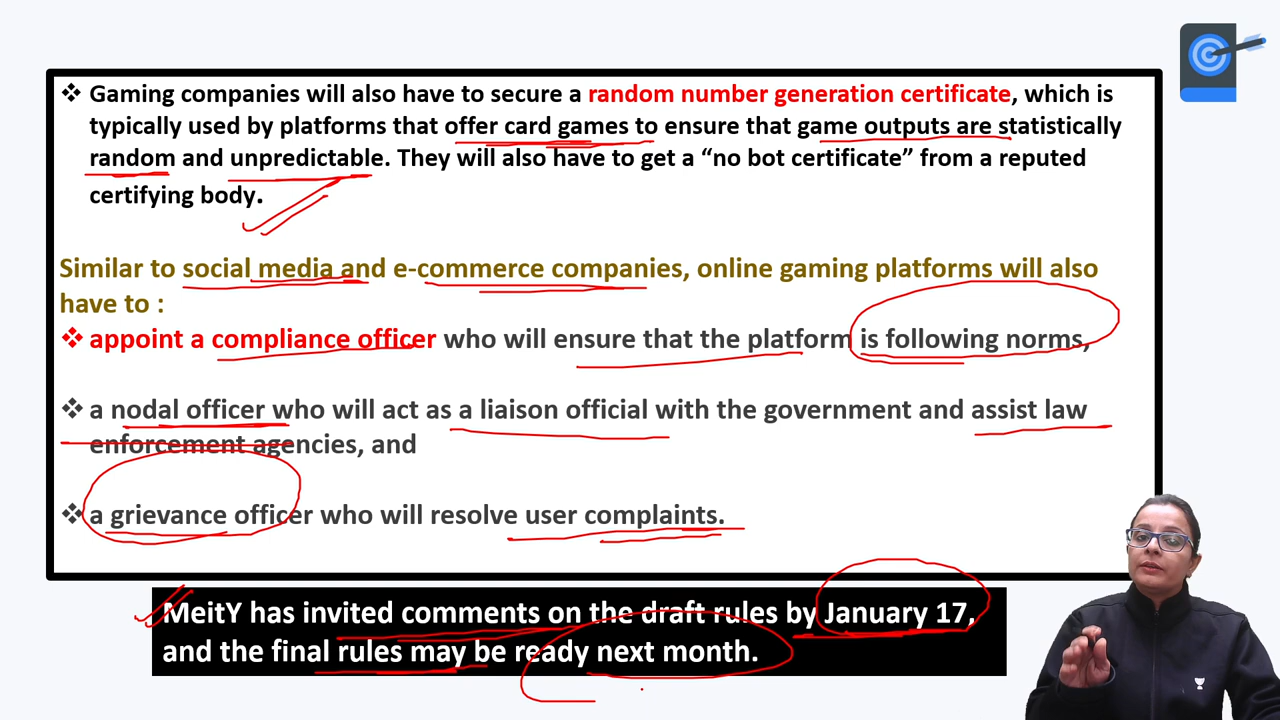 ❖ Gaming companies will also have to secure a random number generation certificate, which is
typically used by platforms that offer card games to ensure that game outputs are statistically
random and unpredictable. They will also have to get a “no bot certificate” from a reputed
certifying body.
Similar to social media and e-commerce companies, online gaming platforms will also
have to :
❖ appoint a compliance officer who will ensure that the platform is following norms,
❖ a nodal officer who will act as a liaison official with the government and assist law
enforcement agencies, and
❖ a grievance officer who will resolve user complaints.
MeitY has invited comments on the draft rules by January 17,
and the final rules may be ready next month.